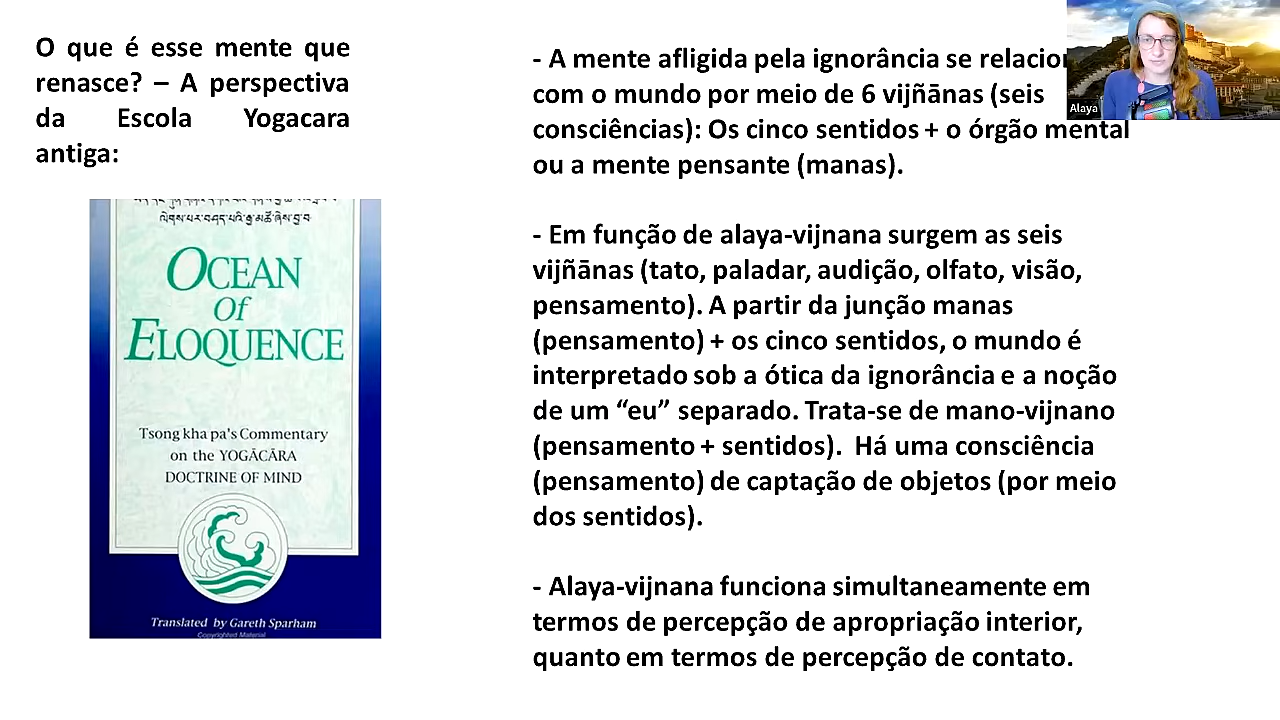 O que é esse mente que
renasce? – A perspectiva
da Escola Yogacara
antiga:
OCEAN
Of
ELOQUENCE
Tsong kha pa's Commentary
on the YOGĀCĀRA
DOCTRINE OF MIND
Translated by Gareth Sparham
Copyrighted Material
- A mente afligida pela ignorância se
com o mundo por meio de 6 vijñānas (seis
consciências): Os cinco sentidos + o órgão mental
ou a mente pensante (manas).
- Em função de alaya-vijnana surgem as seis
vijñānas (tato, paladar, audição, olfato, visão,
pensamento). A partir da junção manas
(pensamento) + os cinco sentidos, o mundo é
interpretado sob a ótica da ignorância e a noção
de um “eu” separado. Trata-se de mano-vijnano
(pensamento + sentidos). Há uma consciência
(pensamento) de captação de objetos (por meio
dos sentidos).
- Alaya-vijnana funciona simultaneamente em
termos de percepção de apropriação interior,
quanto em termos de percepção de contato.
Alaya